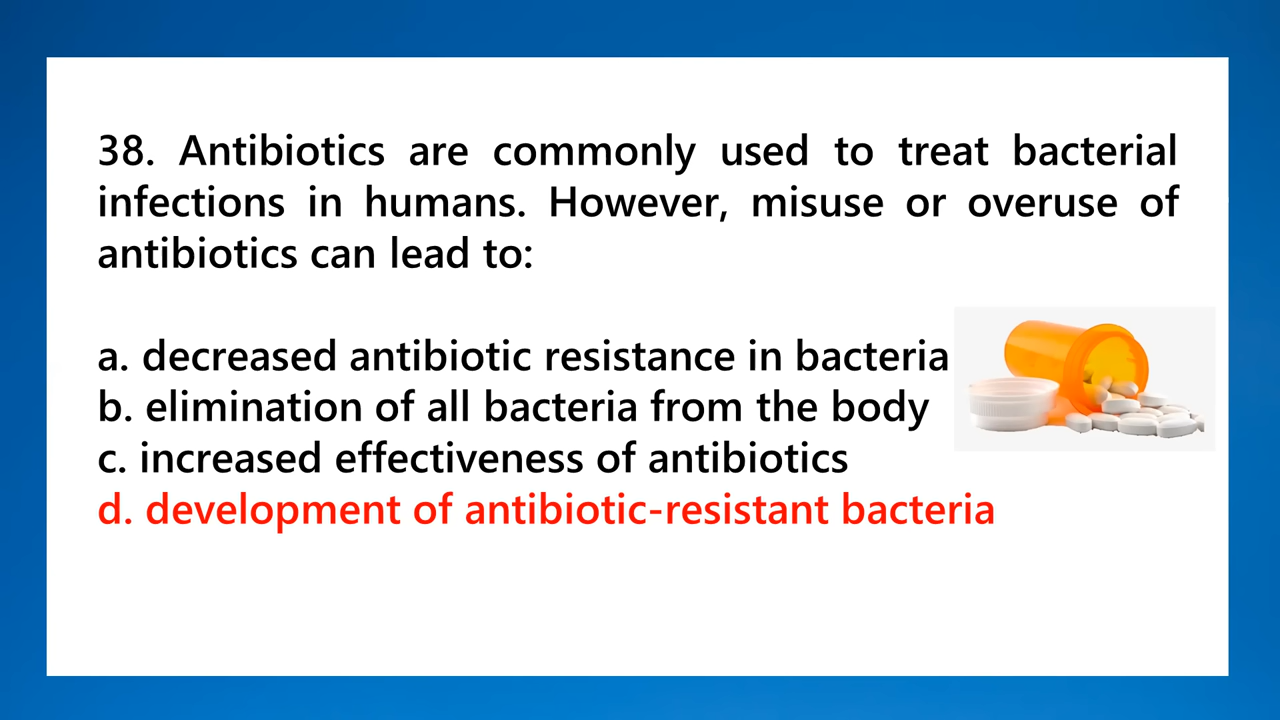 38. Antibiotics are commonly used to treat bacterial
infections in humans. However, misuse or overuse of
antibiotics can lead to:
a. decreased antibiotic resistance in bacteria
b. elimination of all bacteria from the body
c. increased effectiveness of antibiotics
d. development of antibiotic-resistant bacteria